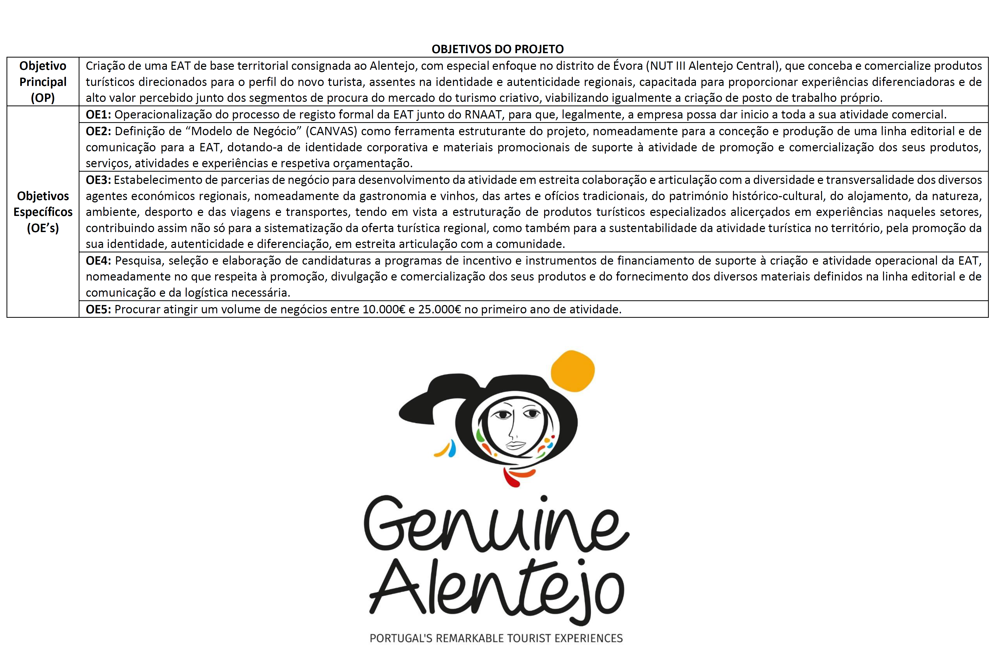 OBJETIVOS DO PROJETO
Objetivo
Principal
(OP)
Criação de uma EAT de base territorial consignada ao Alentejo, com especial enfoque no distrito de Évora (NUT III Alentejo Central), que conceba e comercialize produtos
turísticos direcionados para o perfil do novo turista, assentes na identidade e autenticidade regionais, capacitada para proporcionar experiências diferenciadoras e de
alto valor percebido junto dos segmentos de procura do mercado do turismo criativo, viabilizando igualmente a criação de posto de trabalho próprio.
Objetivos
Específicos
(OE’s)
OE1: Operacionalização do processo de registo formal da EAT junto do RNAAT, para que, legalmente, a empresa possa dar inicio a toda a sua atividade comercial.
OE2: Definição de “Modelo de Negócio” (CANVAS) como ferramenta estruturante do projeto, nomeadamente para a conceção e produção de uma linha editorial e de
comunicação para a EAT, dotando-a de identidade corporativa e materiais promocionais de suporte à atividade de promoção e comercialização dos seus produtos,
serviços, atividades e experiências e respetiva orçamentação.
OE3: Estabelecimento de parcerias de negócio para desenvolvimento da atividade em estreita colaboração e articulação com a diversidade e transversalidade dos diversos
agentes económicos regionais, nomeadamente da gastronomia e vinhos, das artes e ofícios tradicionais, do património histórico-cultural, do alojamento, da natureza,
ambiente, desporto e das viagens e transportes, tendo em vista a estruturação de produtos turísticos especializados alicerçados em experiências naqueles setores,
contribuindo assim não só para a sistematização da oferta turística regional, como também para a sustentabilidade da atividade turística no território, pela promoção da
sua identidade, autenticidade e diferenciação, em estreita articulação com a comunidade.
OE4: Pesquisa, seleção e elaboração de candidaturas a programas de incentivo e instrumentos de financiamento de suporte à criação e atividade operacional da EAT,
nomeadamente no que respeita à promoção, divulgação e comercialização dos seus produtos e do fornecimento dos diversos materiais definidos na linha editorial e de
comunicação e da logística necessária.
OE5: Procurar atingir um volume de negócios entre 10.000€ e 25.000€ no primeiro ano de atividade.
Genuine
Alentejo
PORTUGAL'S REMARKABLE TOURIST EXPERIENCES